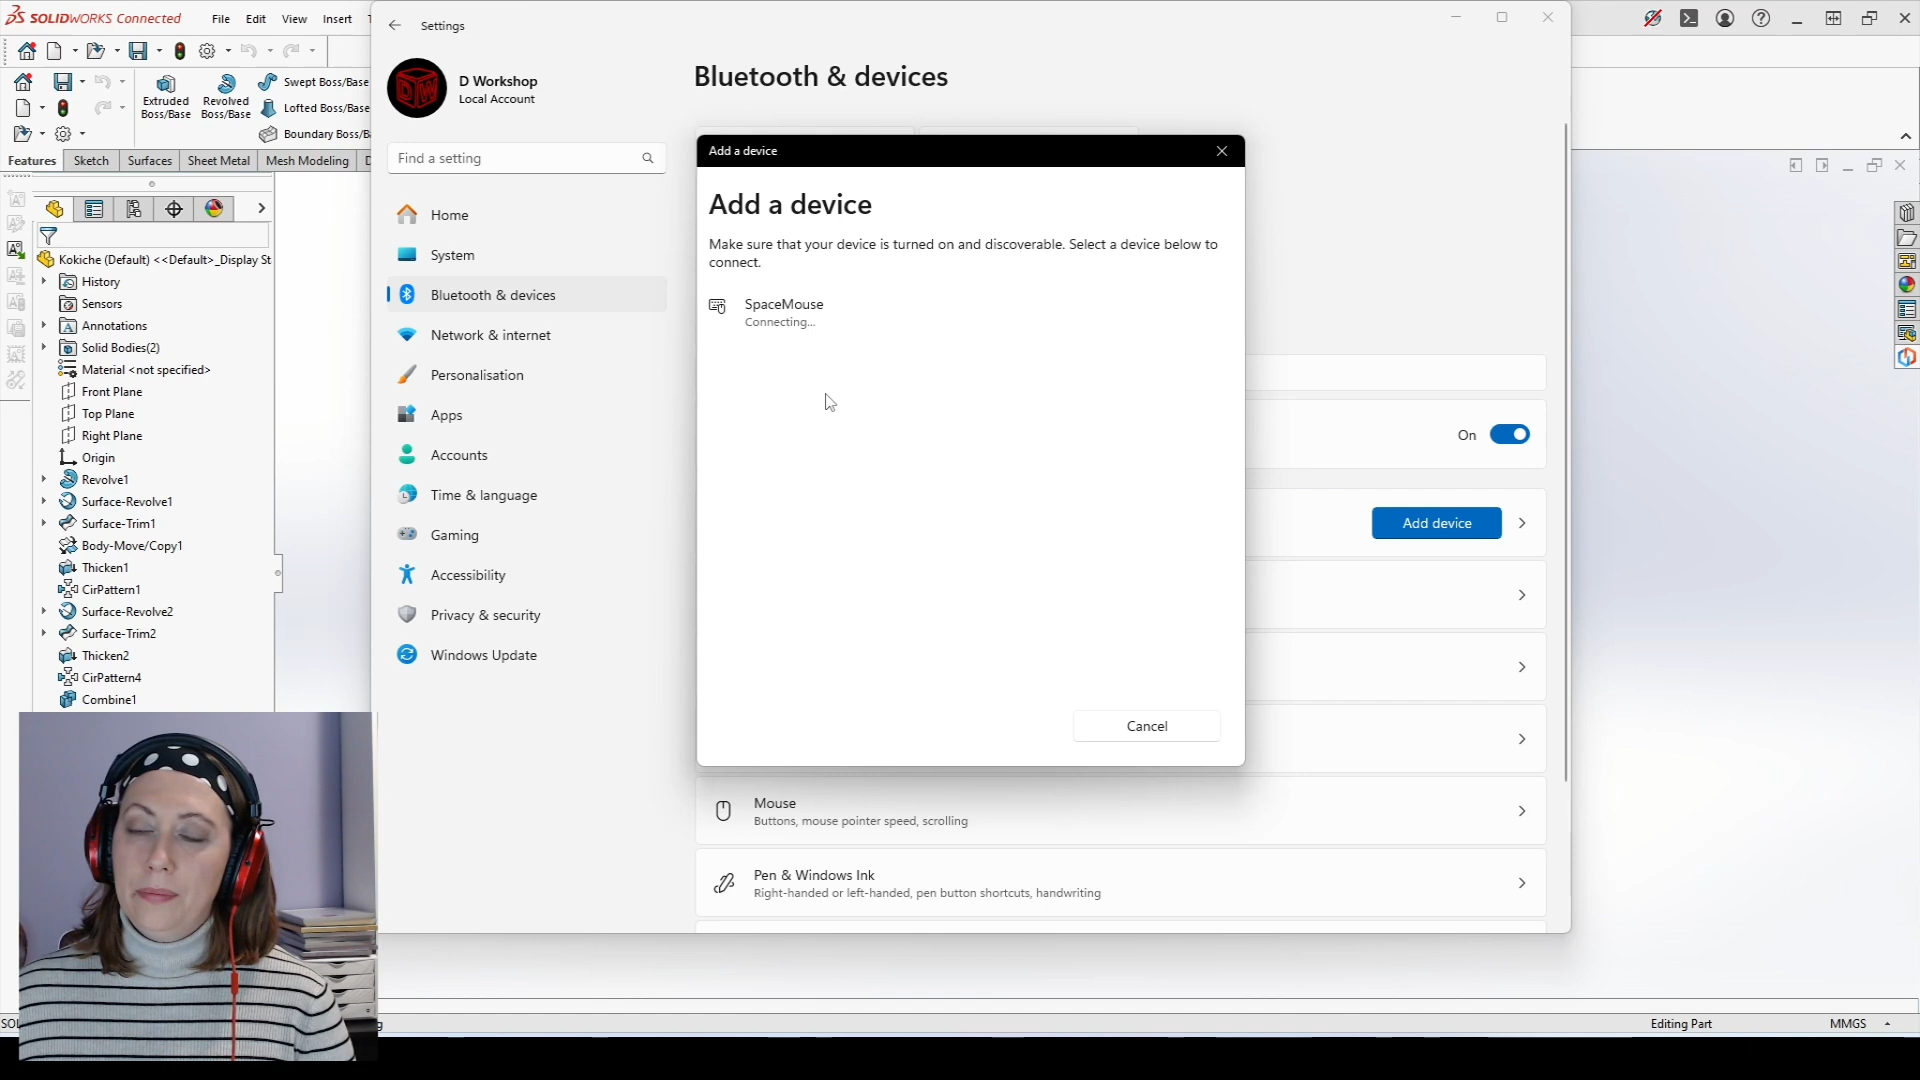 SOLIDWORKS Connected
File
Edit
View
Insert
Extruded
Boss/Base
Revolved
Boss/Base
Swept Boss/Base
Lofted Boss/Base
Boundary Boss/B
Features
Sketch
Surfaces
Sheet Metal
Mesh Modeling
Kokiche (Default) <<Default>_Display St
History
Sensors
Annotations
Solid Bodies(2)
Material <not specified>
Front Plane
Top Plane
Right Plane
Origin
Revolve1
Surface-Revolve1
Surface-Trim1
Body-Move/Copy1
Thicken1
CirPattern1
Surface-Revolve2
Surface-Trim2
Thicken2
CirPattern4
Combine1
Settings
D Workshop
Local Account
Find a setting
Home
System
Bluetooth & devices
Network & internet
Personalisation
Apps
Accounts
Time & language
Gaming
Accessibility
Privacy & security
Windows Update
Bluetooth & devices
Add a device
Add a device
Make sure that your device is turned on and discoverable. Select a device below to
connect.
SpaceMouse
Connecting...
Cancel
On
Add device
Mouse
Buttons, mouse pointer speed, scrolling
Pen & Windows Ink
Right-handed or left-handed, pen button shortcuts, handwriting
Editing Part
MMGS